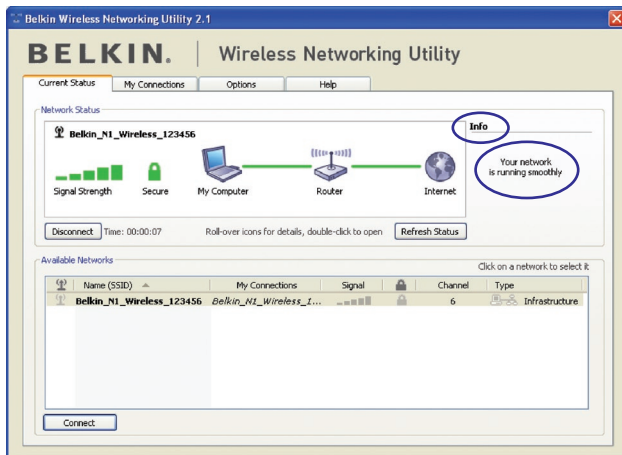 Belkin Wireless Networking Utility 2.1
BELKIN. | Wireless Networking Utility
Current Status My Connections Options Help
Network Status
Belkin_N1_Wireless_123456
Info
Your network
is running smoothly
Signal Strength Secure My Computer Router Internet
Disconnect Time: 00:00:07 Roll-over icons for details, double-click to open Refresh Status
Available Networks
Click on a network to select it
Name (SSID) My Connections Signal Channel Type
Belkin_N1_Wireless_123456 Belkin_N1_Wireless_1... 6 Infrastructure
Connect